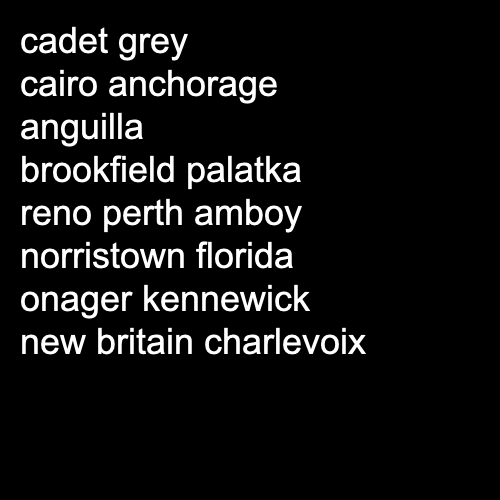 cadet grey
cairo anchorage
anguilla
brookfield palatka
reno perth amboy
norristown florida
onager kennewick
new britain charlevoix